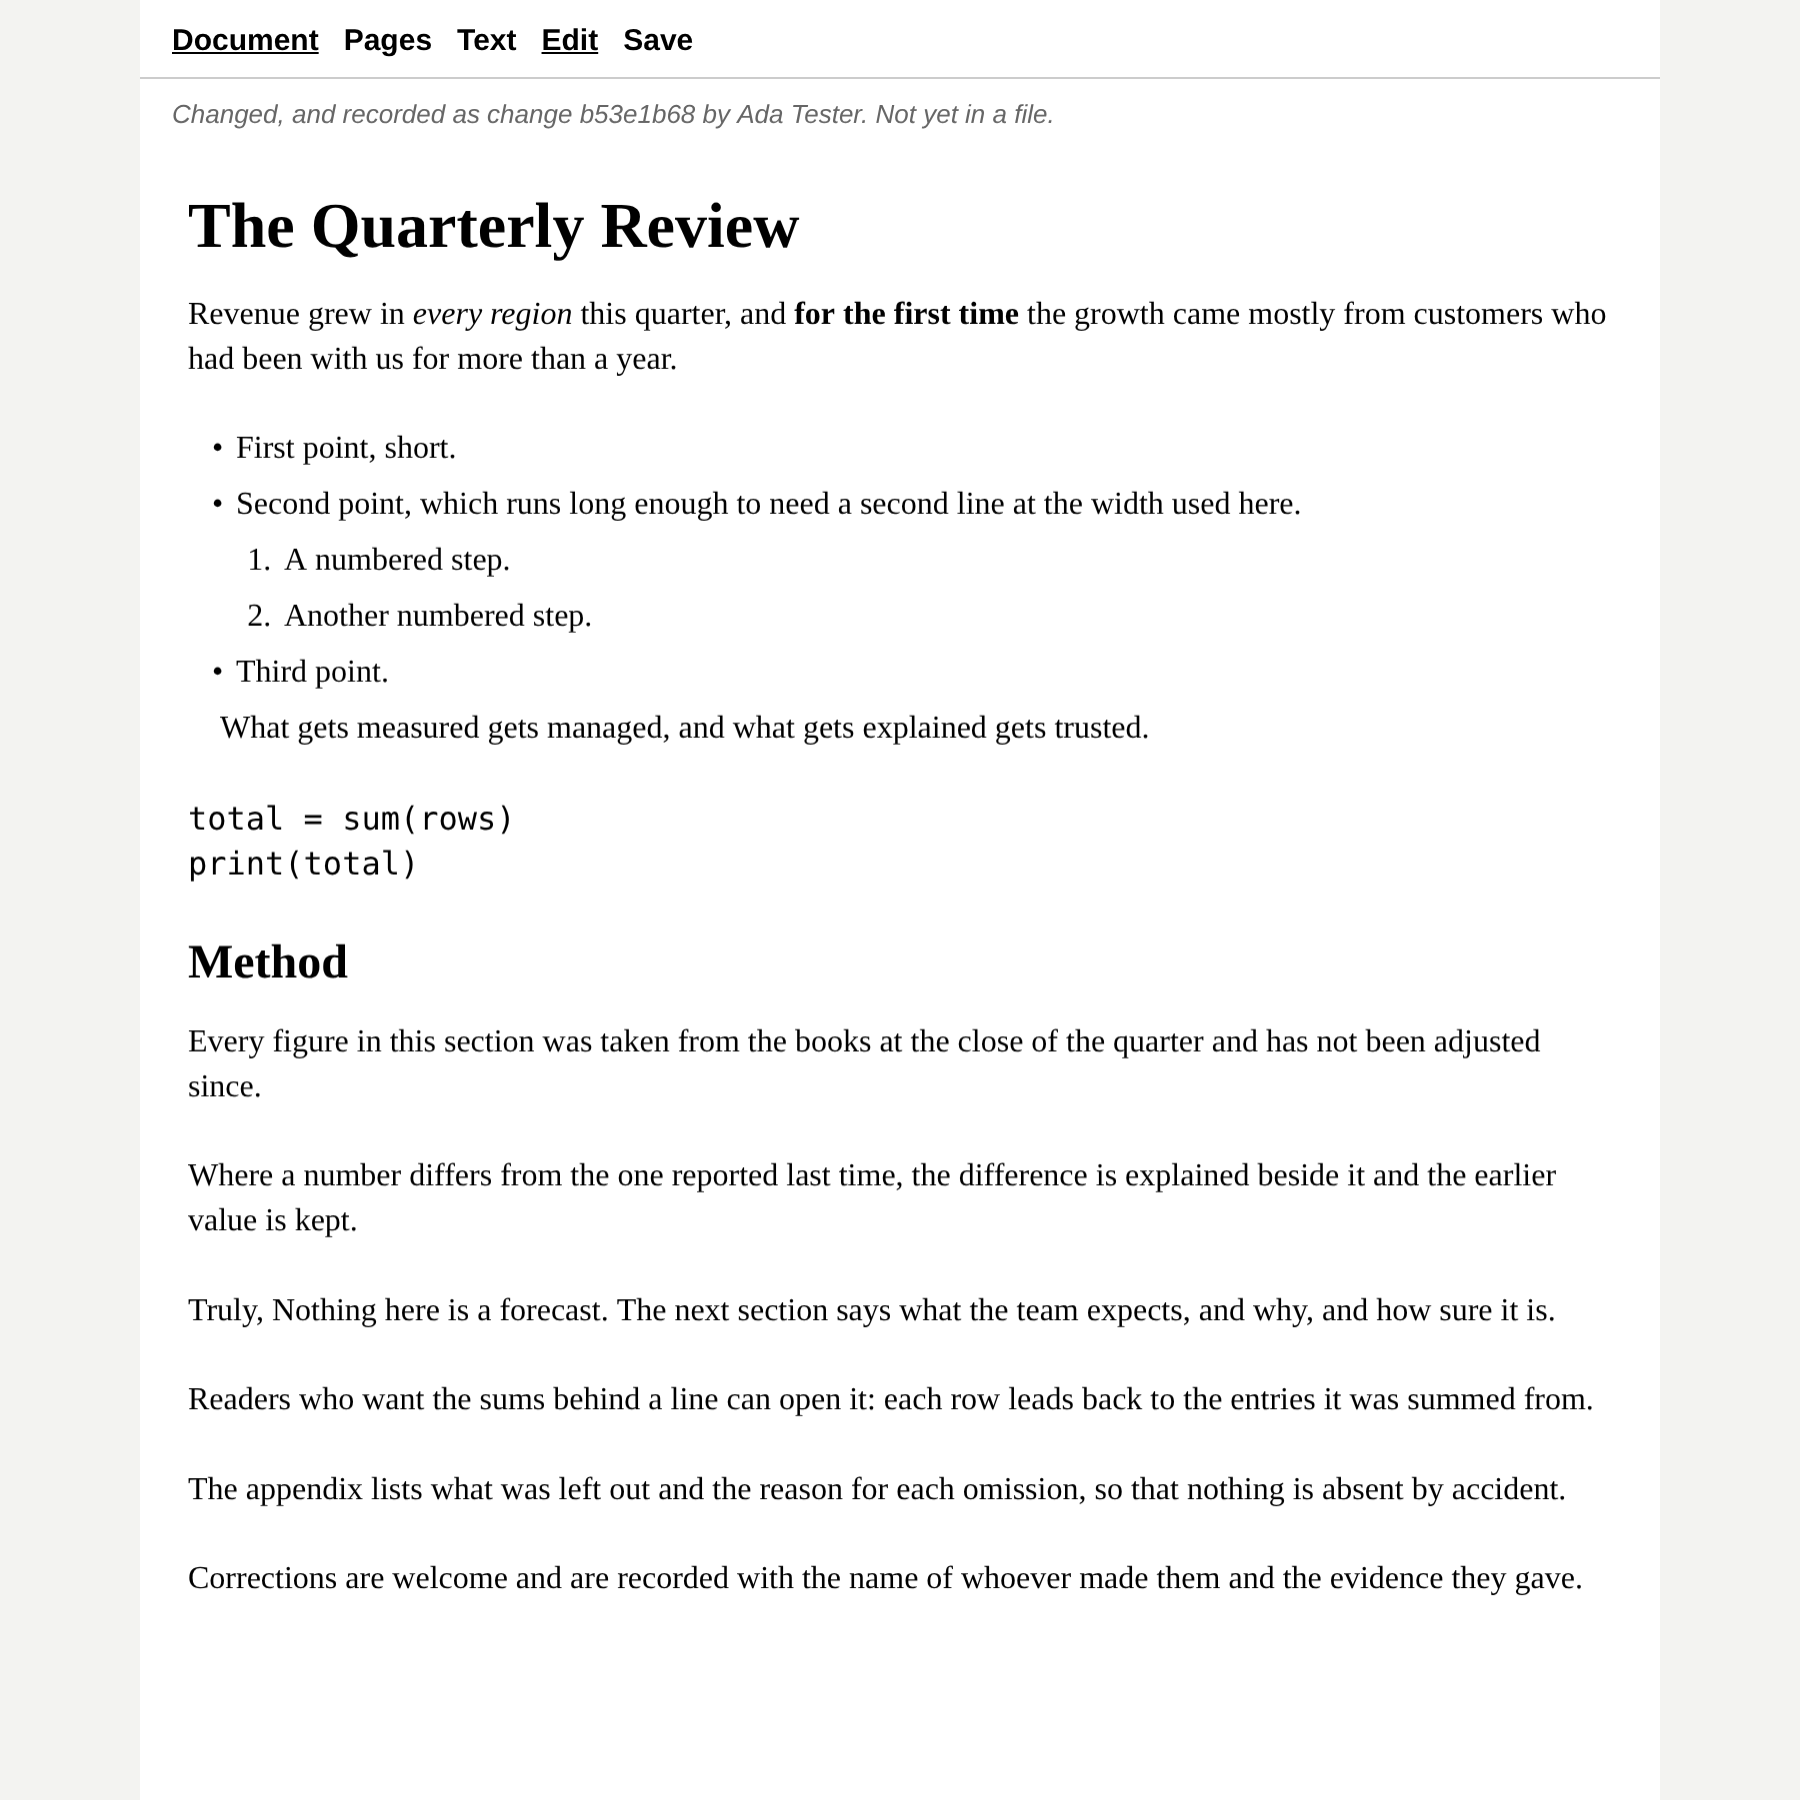 Document Pages Text Edit Save
Changed, and recorded as change b53e1b68 by Ada Tester. Not yet in a file.
The Quarterly Review
Revenue grew in every region this quarter, and for the first time the growth came mostly from customers who
had been with us for more than a year.
• First point, short.
• Second point, which runs long enough to need a second line at the width used here.
1. A numbered step.
2. Another numbered step.
• Third point.
What gets measured gets managed, and what gets explained gets trusted.
total = sum(rows)
print(total)
Method
Every figure in this section was taken from the books at the close of the quarter and has not been adjusted
since.
Where a number differs from the one reported last time, the difference is explained beside it and the earlier
value is kept.
Truly, Nothing here is a forecast. The next section says what the team expects, and why, and how sure it is.
Readers who want the sums behind a line can open it: each row leads back to the entries it was summed from.
The appendix lists what was left out and the reason for each omission, so that nothing is absent by accident.
Corrections are welcome and are recorded with the name of whoever made them and the evidence they gave.